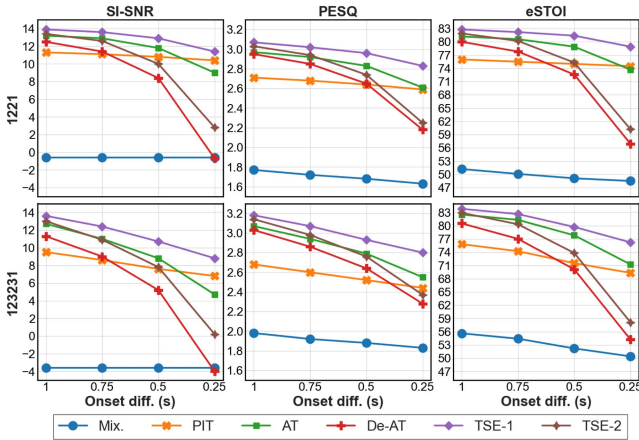 SI-SNR PESQ eSTOI
1221
14 12 10 8 6 4 2 0 −2 −4
3.2 3.0 2.8 2.6 2.4 2.2 2.0 1.8 1.6
83 80 77 74 71 68 65 62 59 56 53 50 47
123231
14 12 10 8 6 4 2 0 −2 −4
3.2 3.0 2.8 2.6 2.4 2.2 2.0 1.8 1.6
83 80 77 74 71 68 65 62 59 56 53 50 47
1 0.75 0.5 0.25 1 0.75 0.5 0.25 1 0.75 0.5 0.25
Onset diff. (s) Onset diff. (s) Onset diff. (s)
Mix. PIT AT De-AT TSE-1 TSE-2